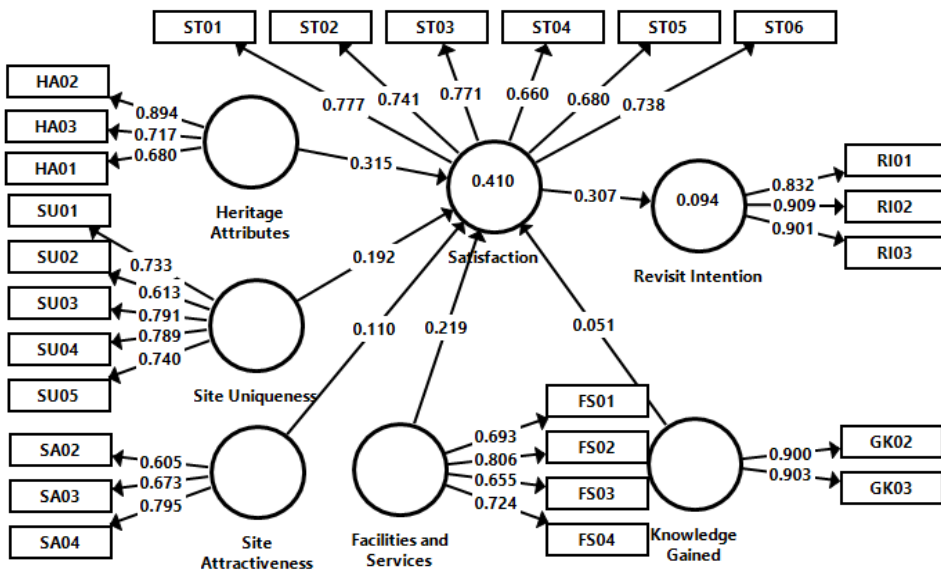 ST01 ST02 ST03 ST04 ST05 ST06
HA02
HA03
HA01
0.894
0.717
0.680
0.777 0.741 0.771 0.660 0.680 0.738
Heritage
Attributes
0.315
0.410
Satisfaction
0.307
0.094
Revisit Intention
0.832
0.909
0.901
RI01
RI02
RI03
SU01
SU02
SU03
SU04
SU05
0.733
0.613
0.791
0.789
0.740
Site Uniqueness
0.192
0.110
0.219
0.051
SA02
SA03
SA04
0.605
0.673
0.795
Site
Attractiveness
Facilities and
Services
0.693
0.806
0.655
0.724
FS01
FS02
FS03
FS04
Knowledge
Gained
0.900
0.903
GK02
GK03